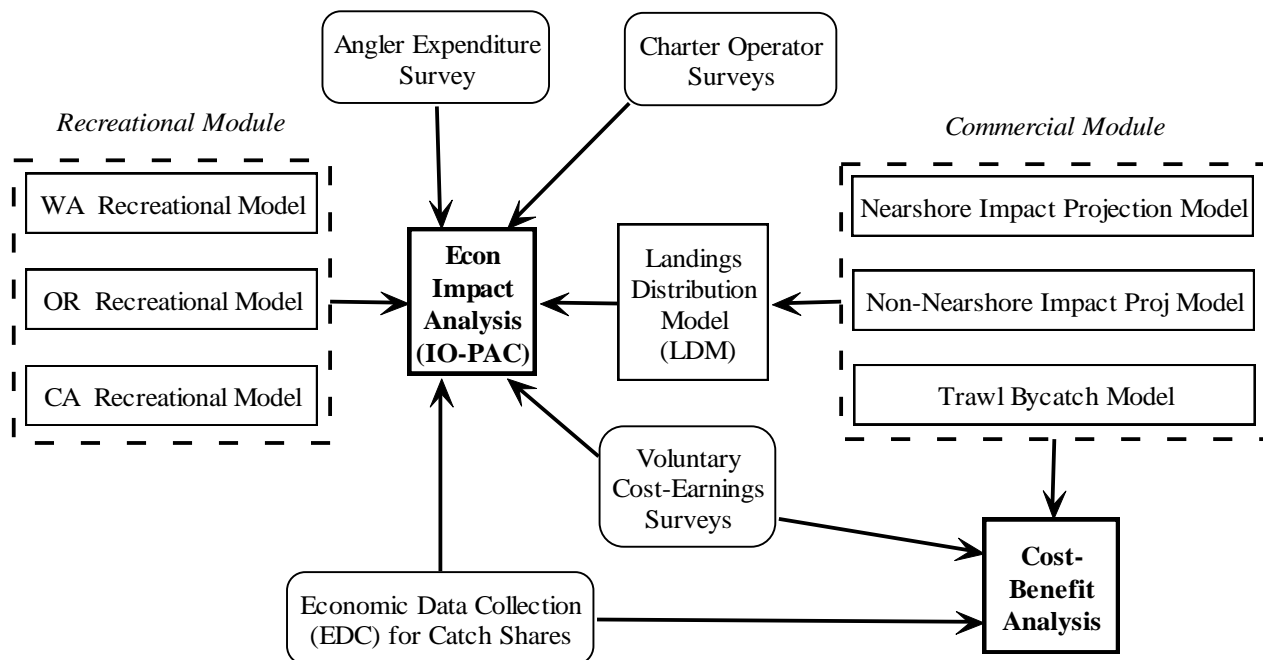 Angler Expenditure
Survey
Charter Operator
Surveys
Recreational Module
Commercial Module
WA Recreational Model
OR Recreational Model
CA Recreational Model
Econ
Impact
Analysis
(IO-PAC)
Landings
Distribution
Model
(LDM)
Nearshore Impact Projection Model
Non-Nearshore Impact Proj Model
Trawl Bycatch Model
Voluntary
Cost-Earnings
Surveys
Economic Data Collection
(EDC) for Catch Shares
Cost-
Benefit
Analysis